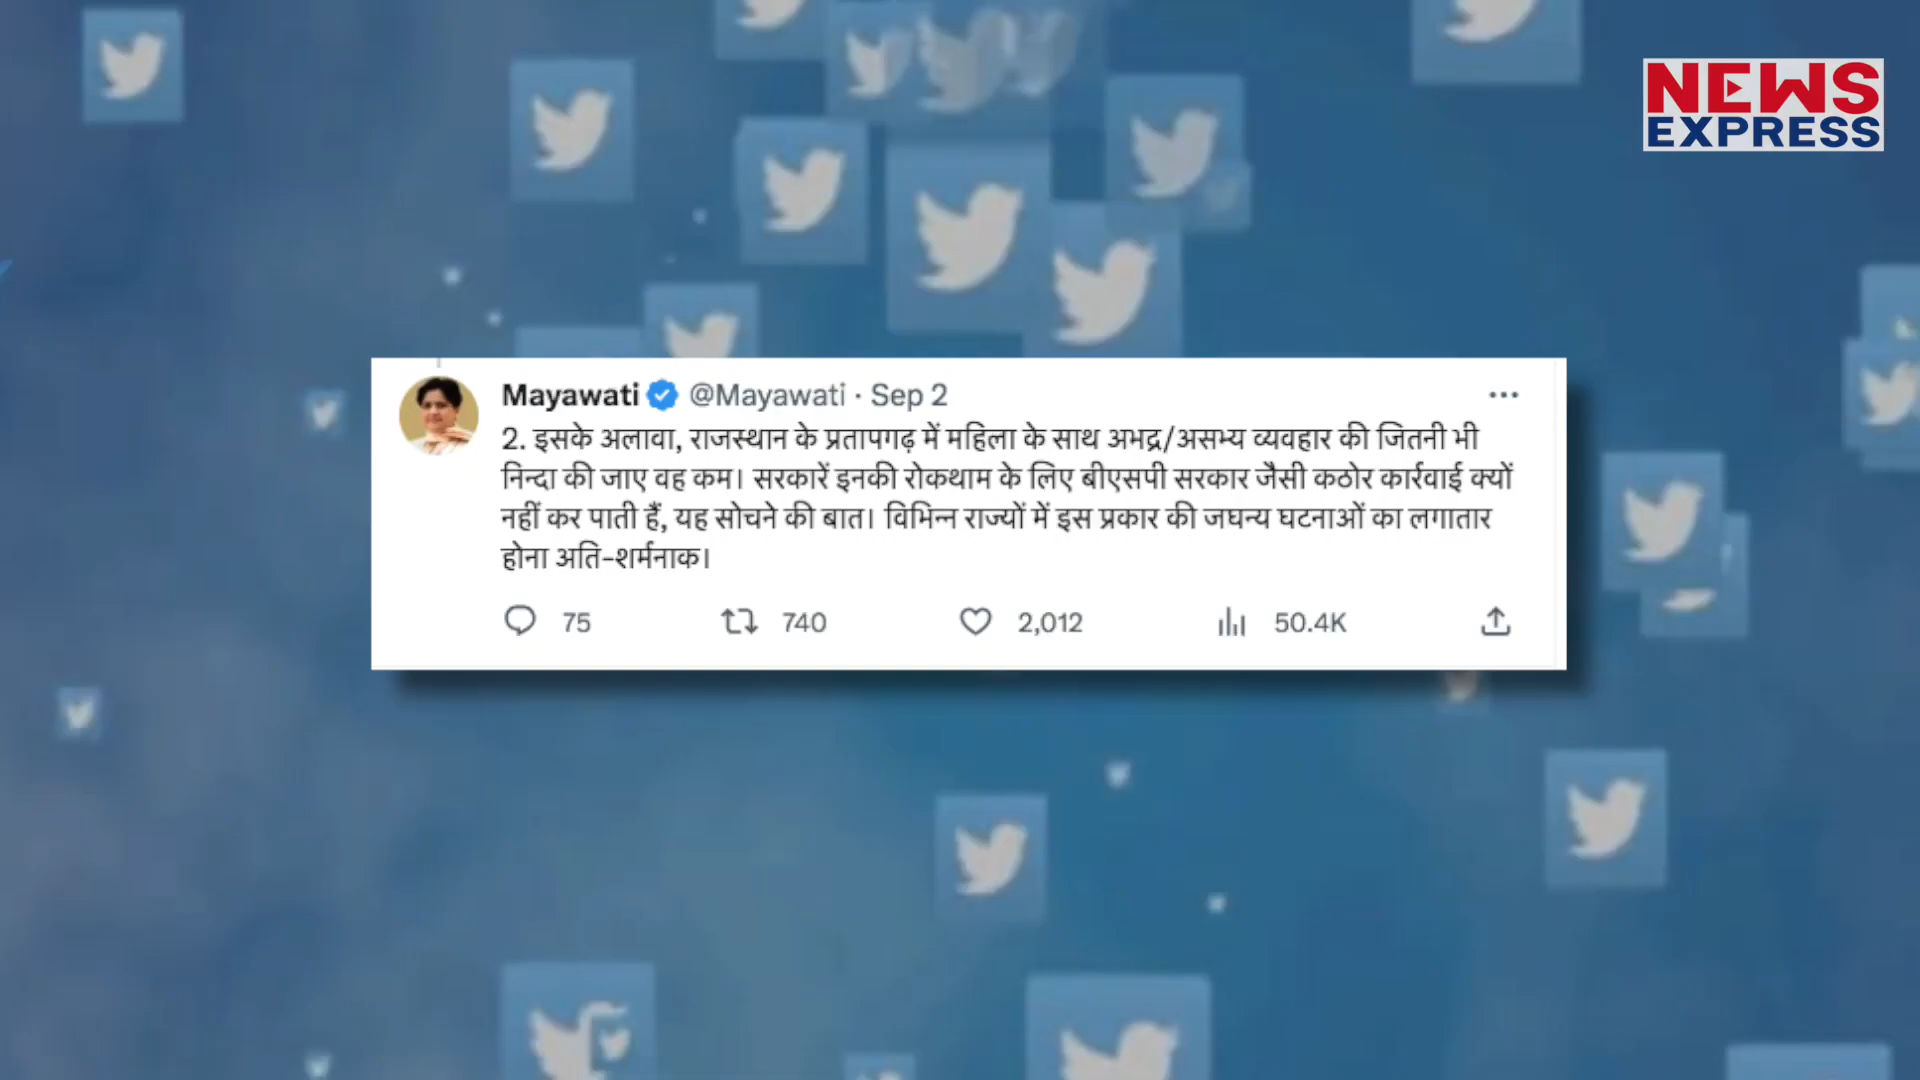 NEWS
EXPRESS
Mayawati @Mayawati · Sep 2
2. इसके अलावा, राजस्थान के प्रतापगढ़ में महिला के साथ अभद्र/असभ्य व्यवहार की जितनी भी
निन्दा की जाए वह कम। सरकारें इनकी रोकथाम के लिए बीएसपी सरकार जैसी कठोर कार्रवाई क्यों
नहीं कर पाती हैं, यह सोचने की बात। विभिन्न राज्यों में इस प्रकार की जघन्य घटनाओं का लगातार
होना अति-शर्मनाक।
75 740 2,012 50.4K